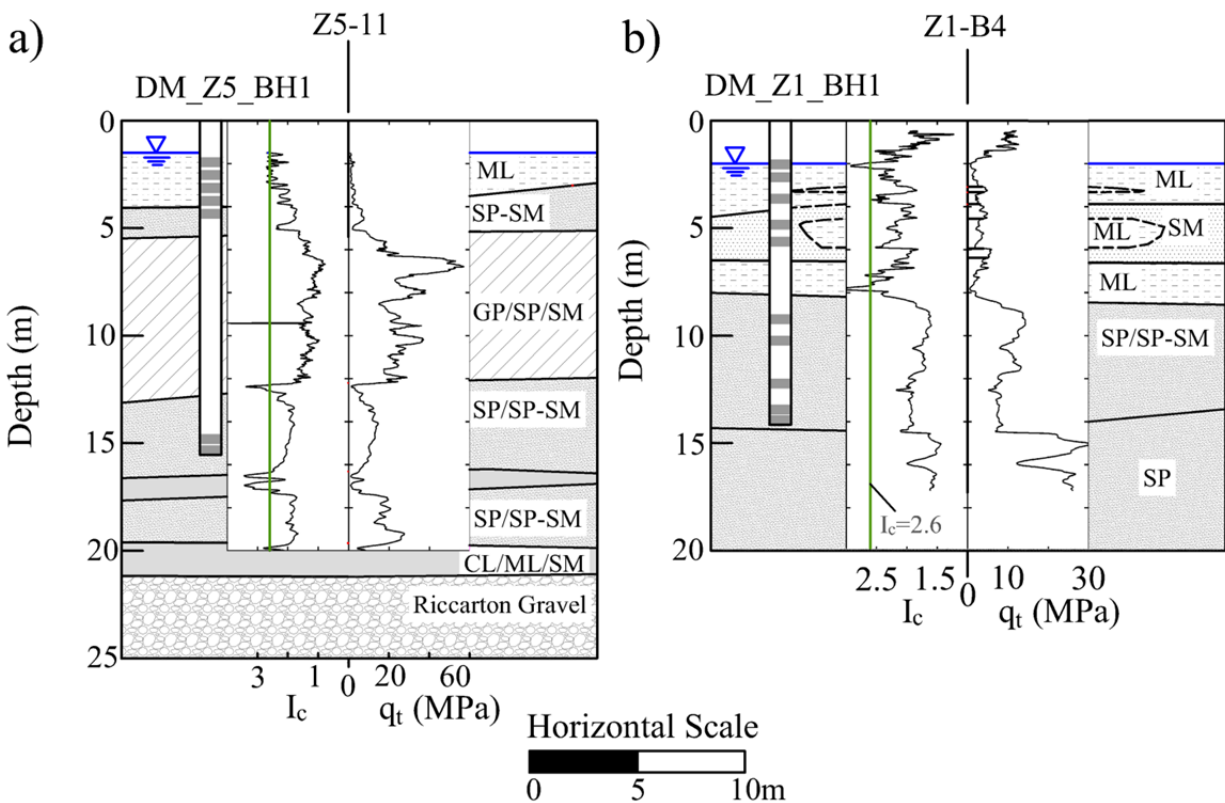 a)
Z5-11
DM_Z5_BH1
0
5
10
15
20
25
Depth (m)
ML
SP-SM
GP/SP/SM
SP/SP-SM
SP/SP-SM
CL/ML/SM
Riccarton Gravel
3 1 0 20 60
Ic qt (MPa)
b)
Z1-B4
DM_Z1_BH1
0
5
10
15
20
Depth (m)
ML
SM
ML
ML
SP/SP-SM
SP
Ic=2.6
2.5 1.5 0 10 30
Ic qt (MPa)
Horizontal Scale
0 5 10m